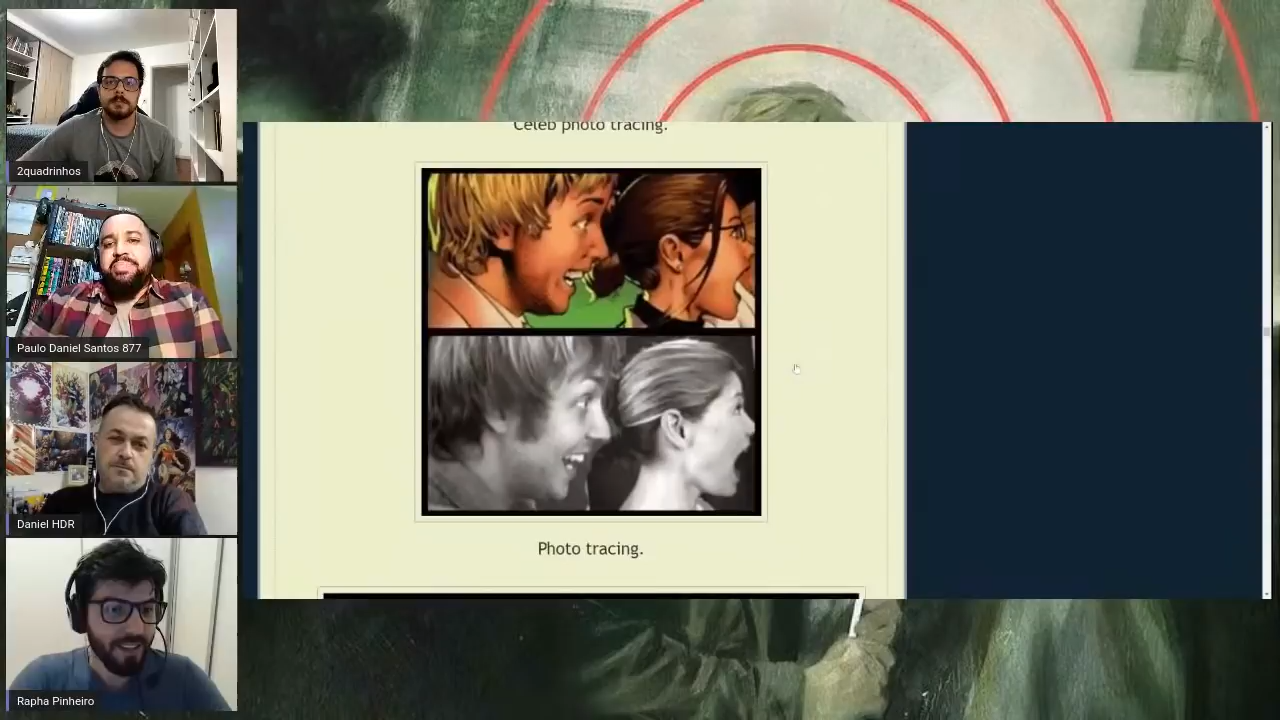 2quadrinhos
Paulo Daniel Santos 877
Daniel HDR
Rapha Pinheiro
Celeb photo tracing.
Photo tracing.